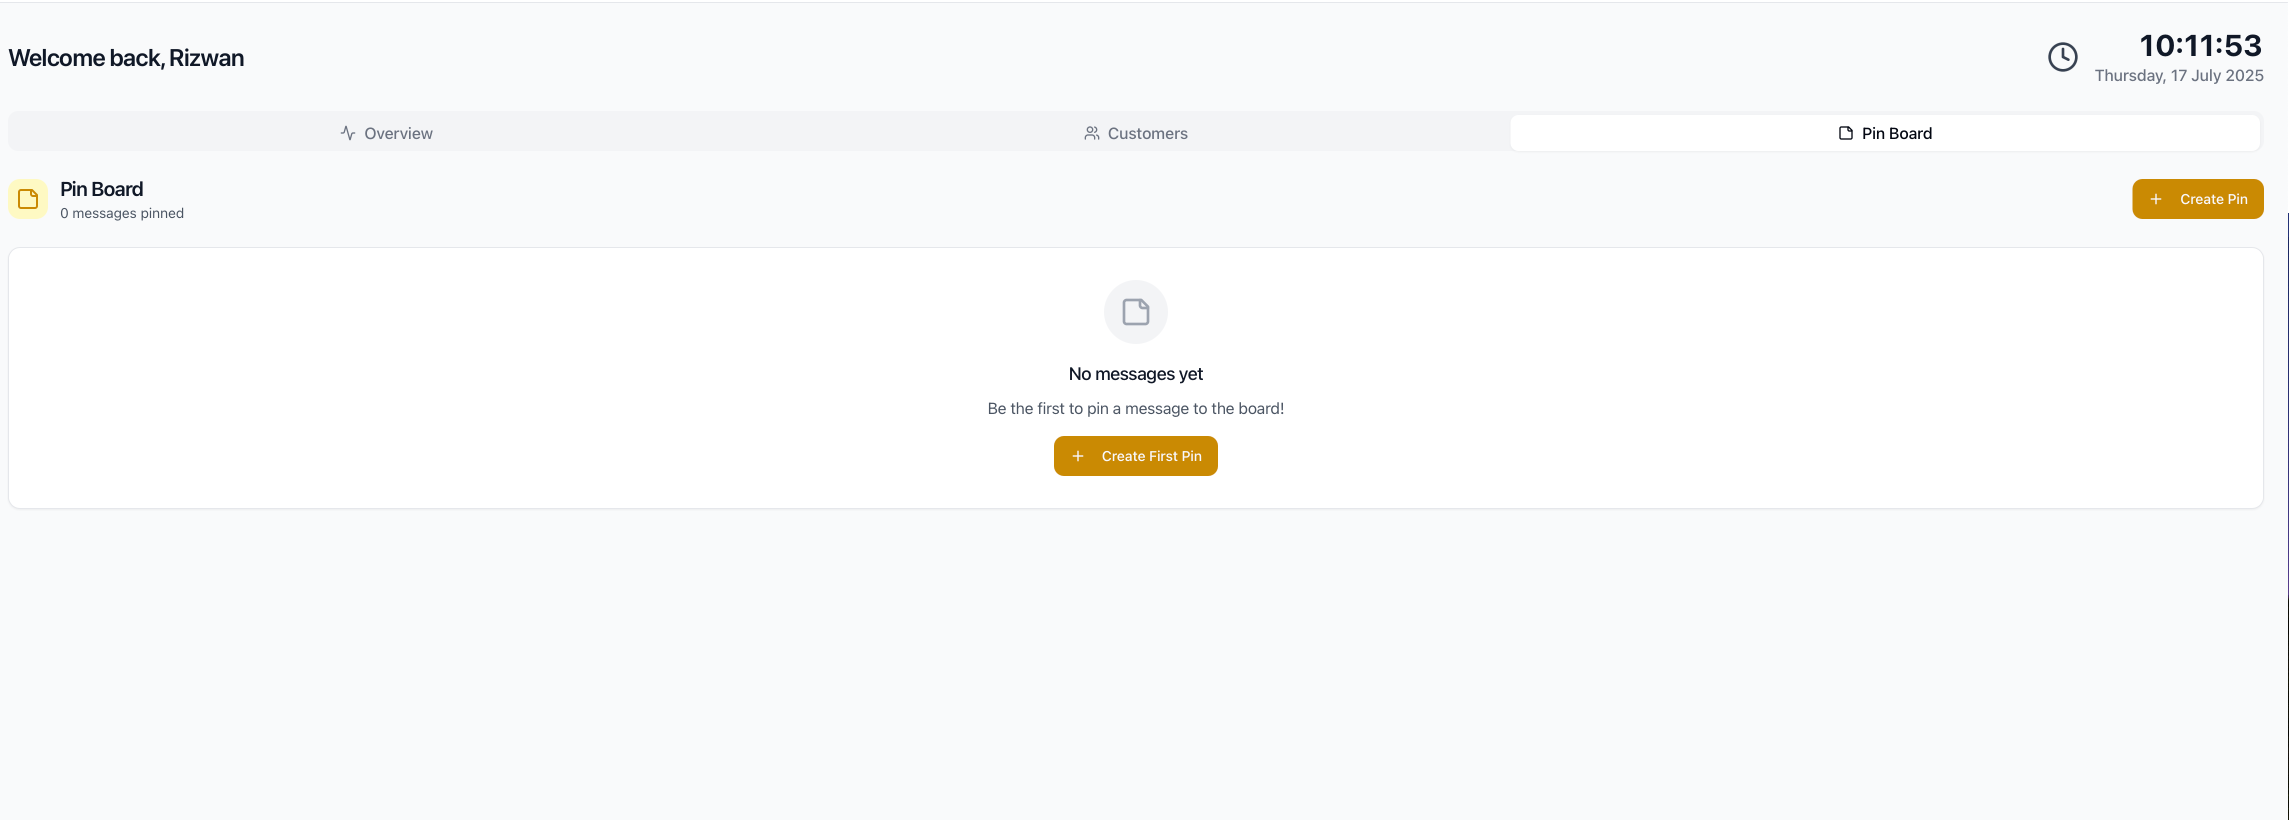 Welcome back, Rizwan
10:11:53
Thursday, 17 July 2025
Overview
Customers
Pin Board
Pin Board
0 messages pinned
Create Pin
No messages yet
Be the first to pin a message to the board!
Create First Pin